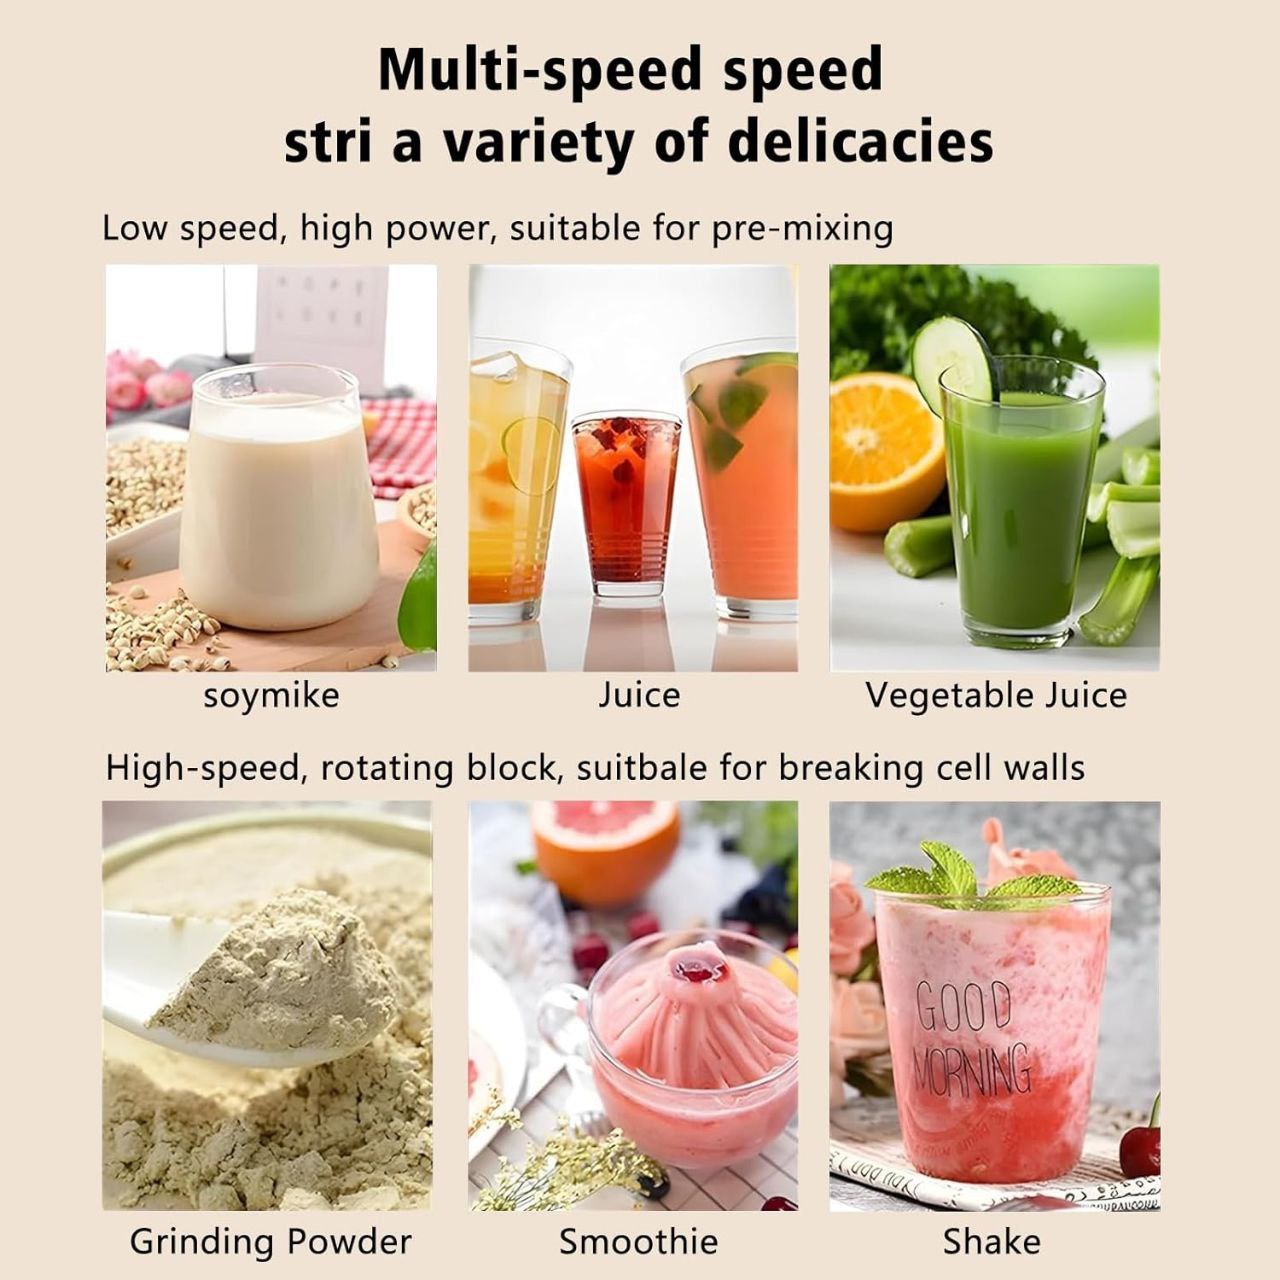 Multi-speed speed
stri a variety of delicacies
Low speed, high power, suitable for pre-mixing
soymike
Juice
Vegetable Juice
High-speed, rotating block, suitbale for breaking cell walls
GOOD
MORNING
Grinding Powder
Smoothie
Shake